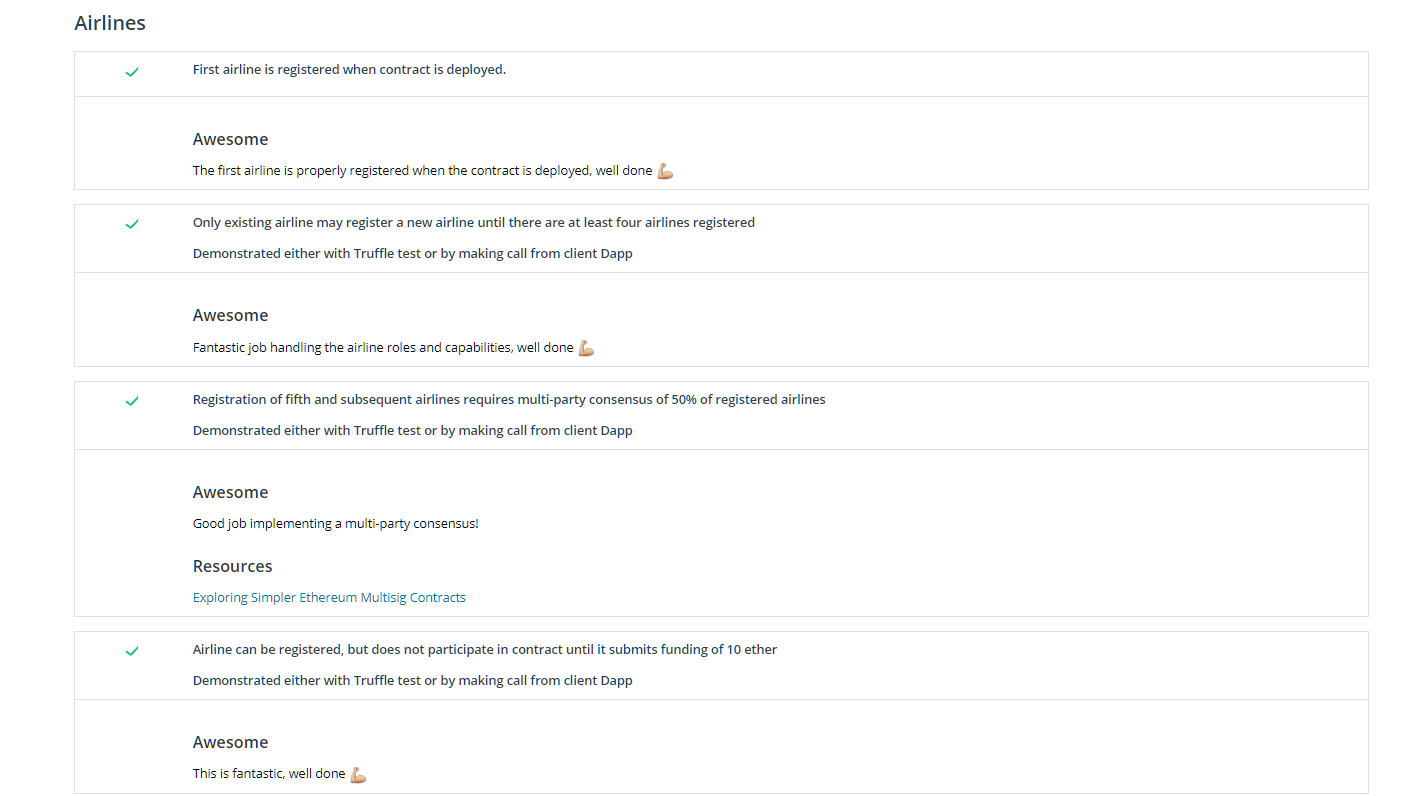 Airlines
First airline is registered when contract is deployed.
Awesome
The first airline is properly registered when the contract is deployed, well done 💪🏼
Only existing airline may register a new airline until there are at least four airlines registered
Demonstrated either with Truffle test or by making call from client Dapp
Awesome
Fantastic job handling the airline roles and capabilities, well done 💪🏼
Registration of fifth and subsequent airlines requires multi-party consensus of 50% of registered airlines
Demonstrated either with Truffle test or by making call from client Dapp
Awesome
Good job implementing a multi-party consensus!
Resources
Exploring Simpler Ethereum Multisig Contracts
Airline can be registered, but does not participate in contract until it submits funding of 10 ether
Demonstrated either with Truffle test or by making call from client Dapp
Awesome
This is fantastic, well done 💪🏼